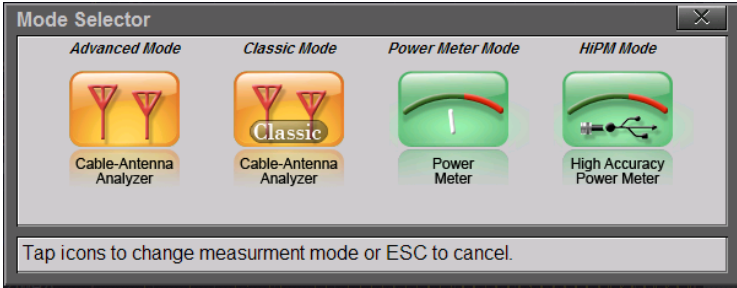 Mode Selector
Advanced Mode Classic Mode Power Meter Mode HiPM Mode
Classic
Cable-Antenna Analyzer
Cable-Antenna Analyzer
Power Meter
High Accuracy Power Meter
Tap icons to change measurment mode or ESC to cancel.